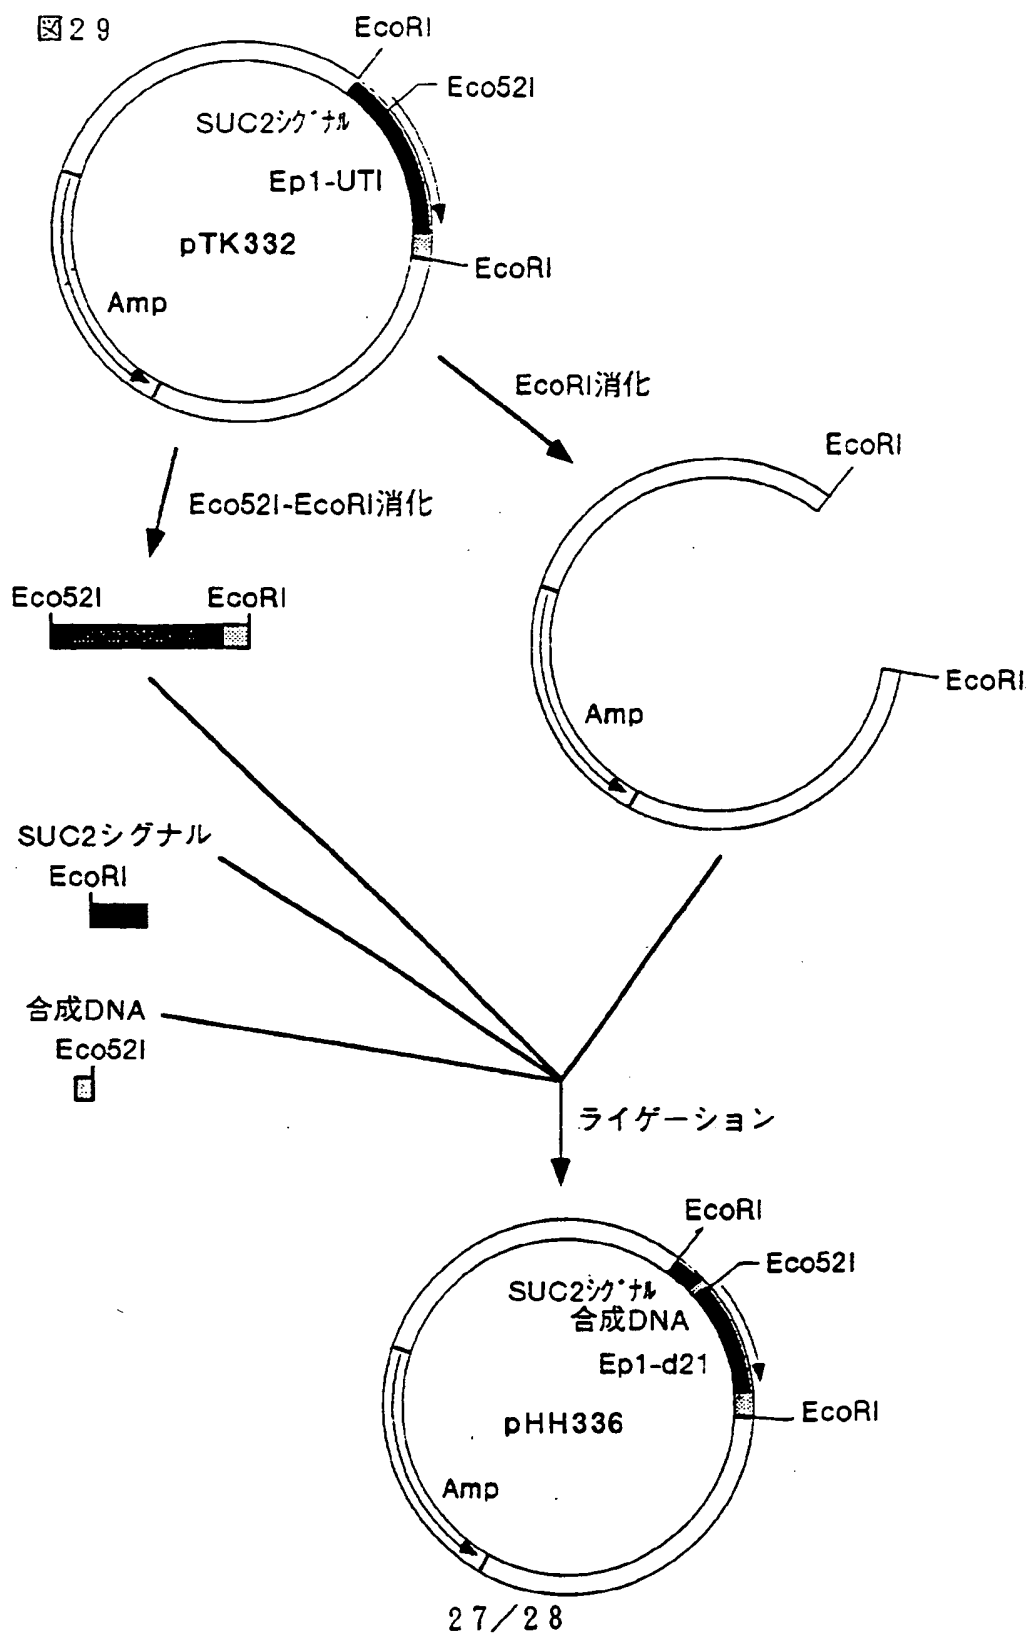 図29
EcoRI
Eco52I
SUC2シグナル
Ep1-UTI
pTK332
EcoRI
Amp
EcoRI消化
EcoRI
Eco52I-EcoRI消化
Eco52I
EcoRI
EcoRI
Amp
SUC2シグナル
EcoRI
合成DNA
Eco52I
ライゲーション
EcoRI
Eco52I
SUC2シグナル
合成DNA
Ep1-d21
EcoRI
pHH336
Amp
27/28